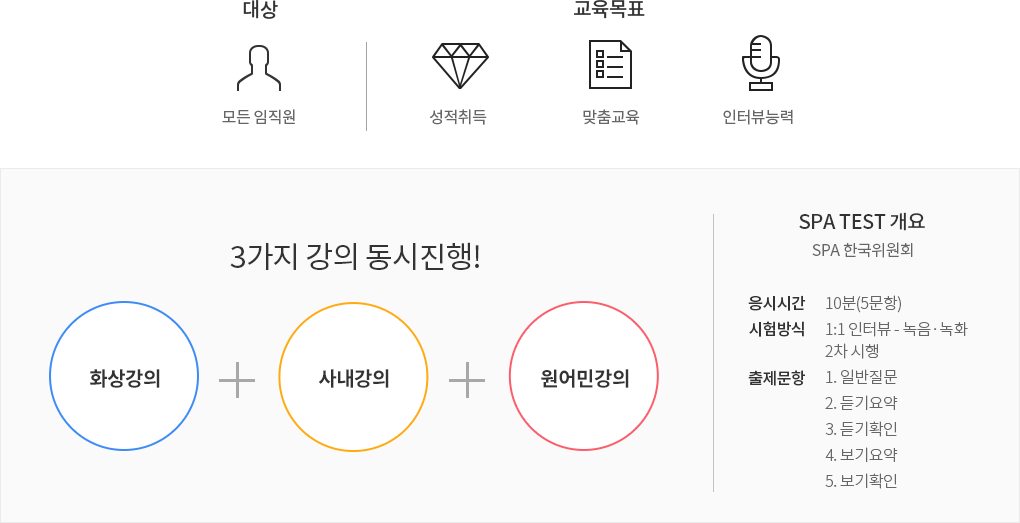 대상
교육목표
모든 임직원
성적취득
맞춤교육
인터뷰능력
3가지 강의 동시진행!
화상강의
사내강의
원어민강의
SPA TEST 개요
SPA 한국위원회
응시시간 10분(5문항)
시험방식 1:1 인터뷰 - 녹음·녹화
2차 시행
출제문항 1. 일반질문
2. 듣기요약
3. 듣기확인
4. 보기요약
5. 보기확인